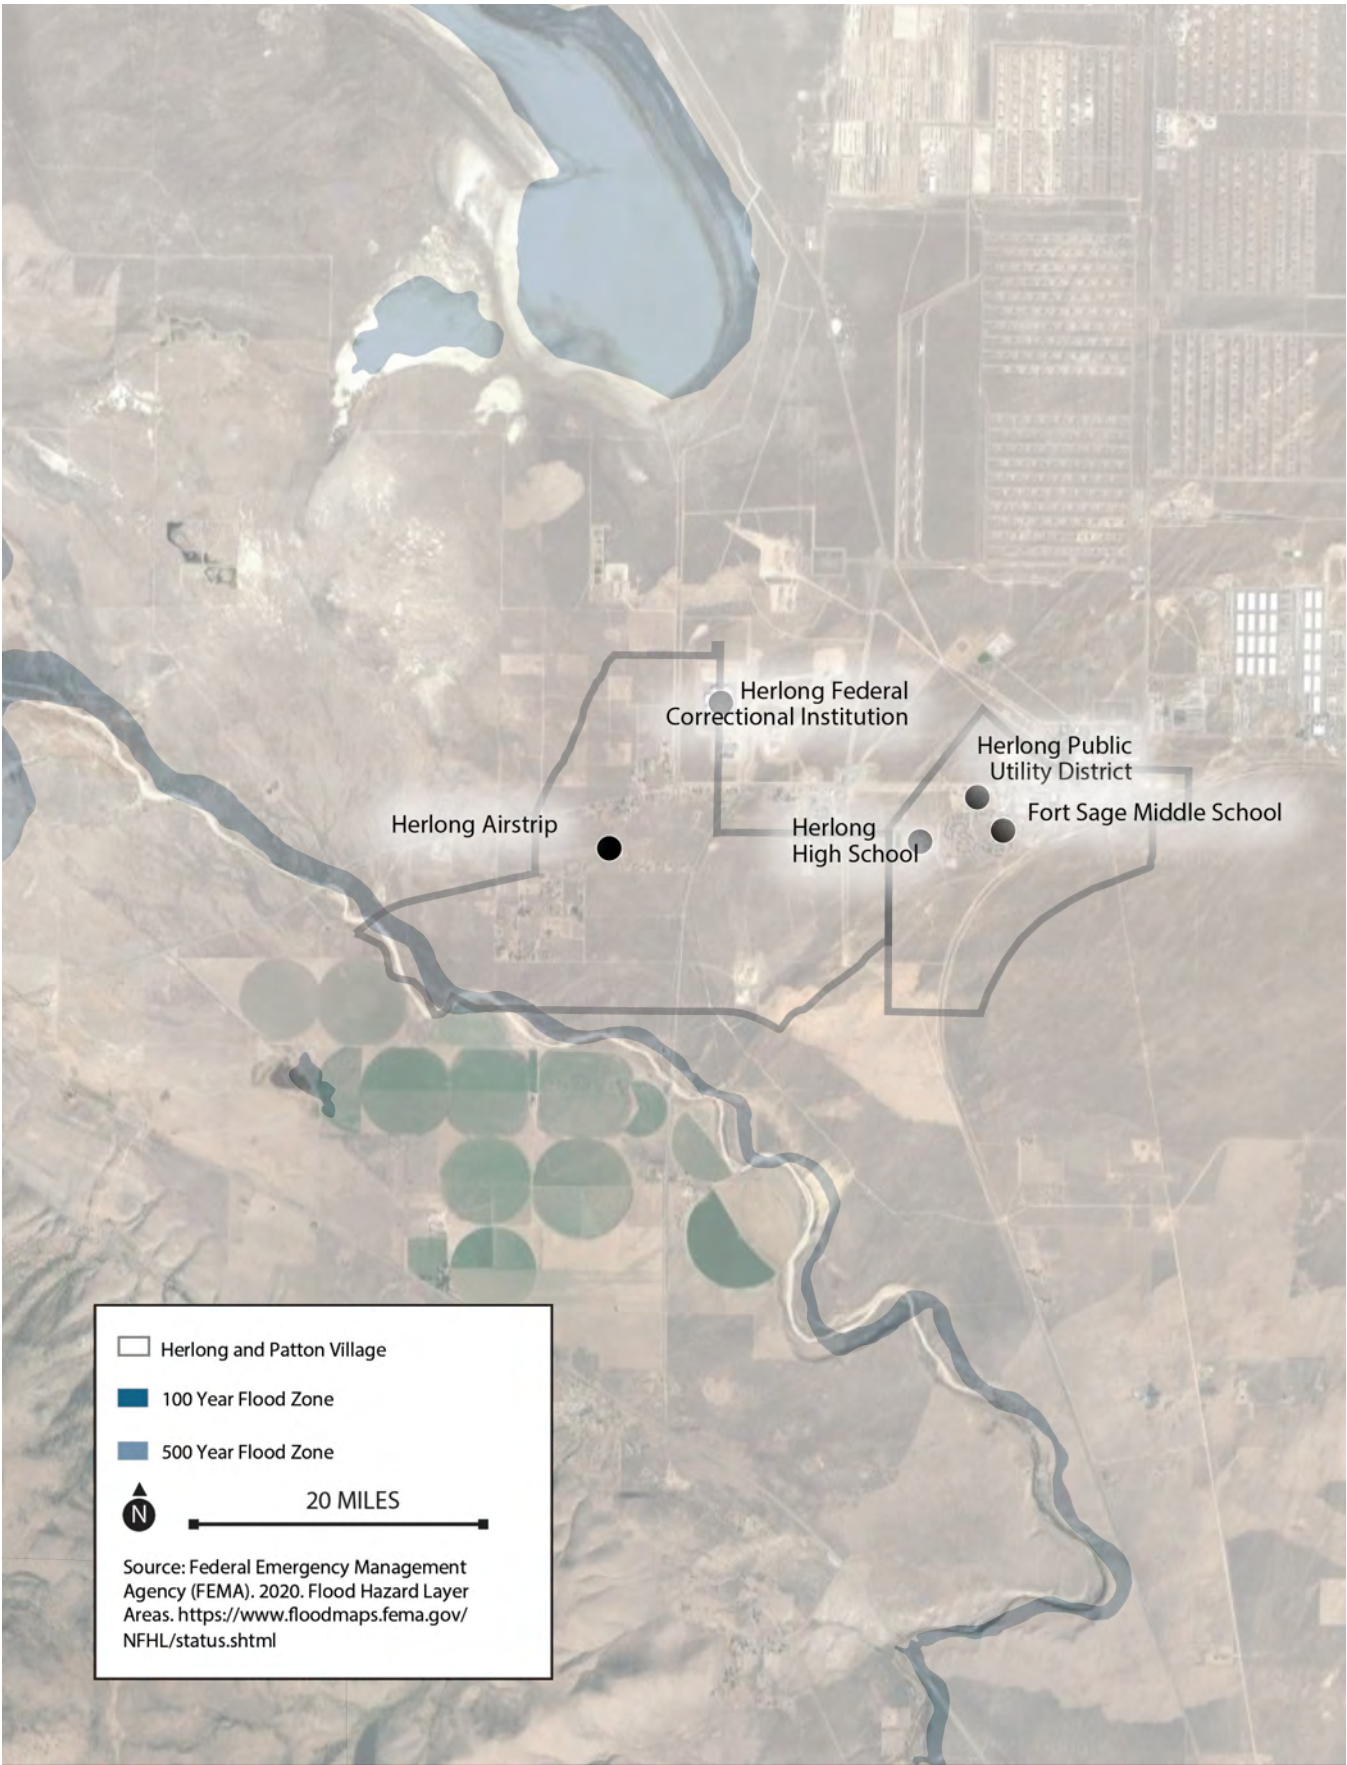 Herlong Federal
Correctional Institution
Herlong Public
Utility District
Fort Sage Middle School
Herlong Airstrip
Herlong
High School
Herlong and Patton Village
100 Year Flood Zone
500 Year Flood Zone
N
20 MILES
Source: Federal Emergency Management
Agency (FEMA). 2020. Flood Hazard Layer
Areas. https://www.floodmaps.fema.gov/
NFHL/status.shtml